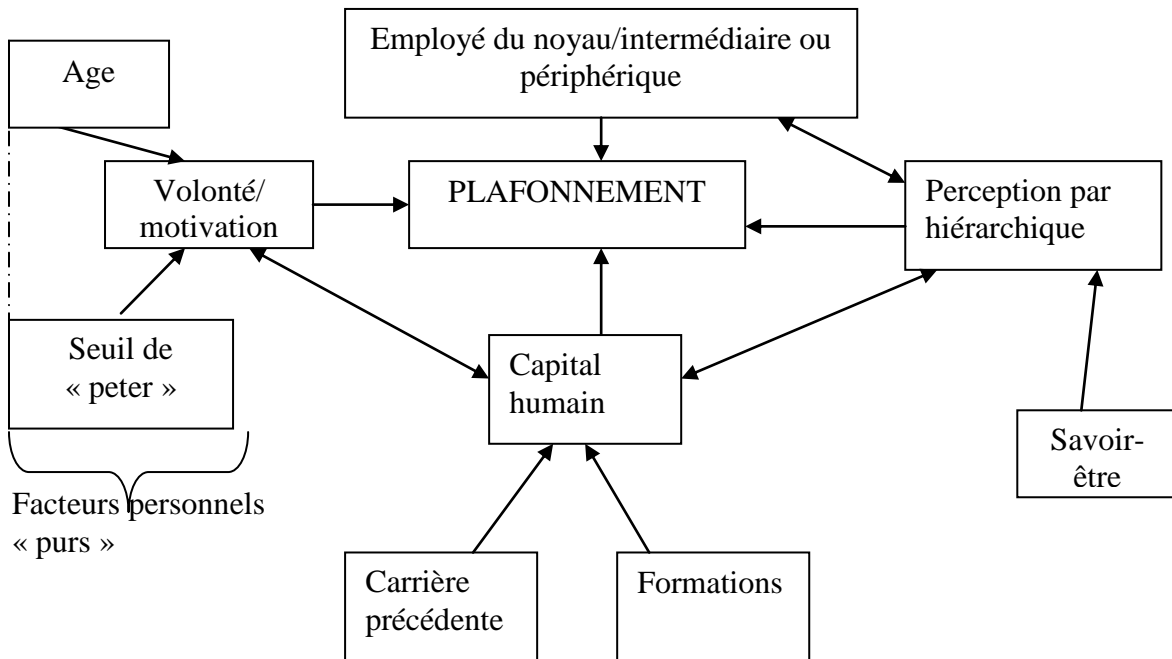 Age
Employé du noyau/intermédiaire ou
périphérique
Volonté/
motivation
PLAFONNEMENT
Perception par
hiérarchique
Seuil de
« peter »
Capital
humain
Savoir-
être
Facteurs personnels
« purs »
Carrière
précédente
Formations